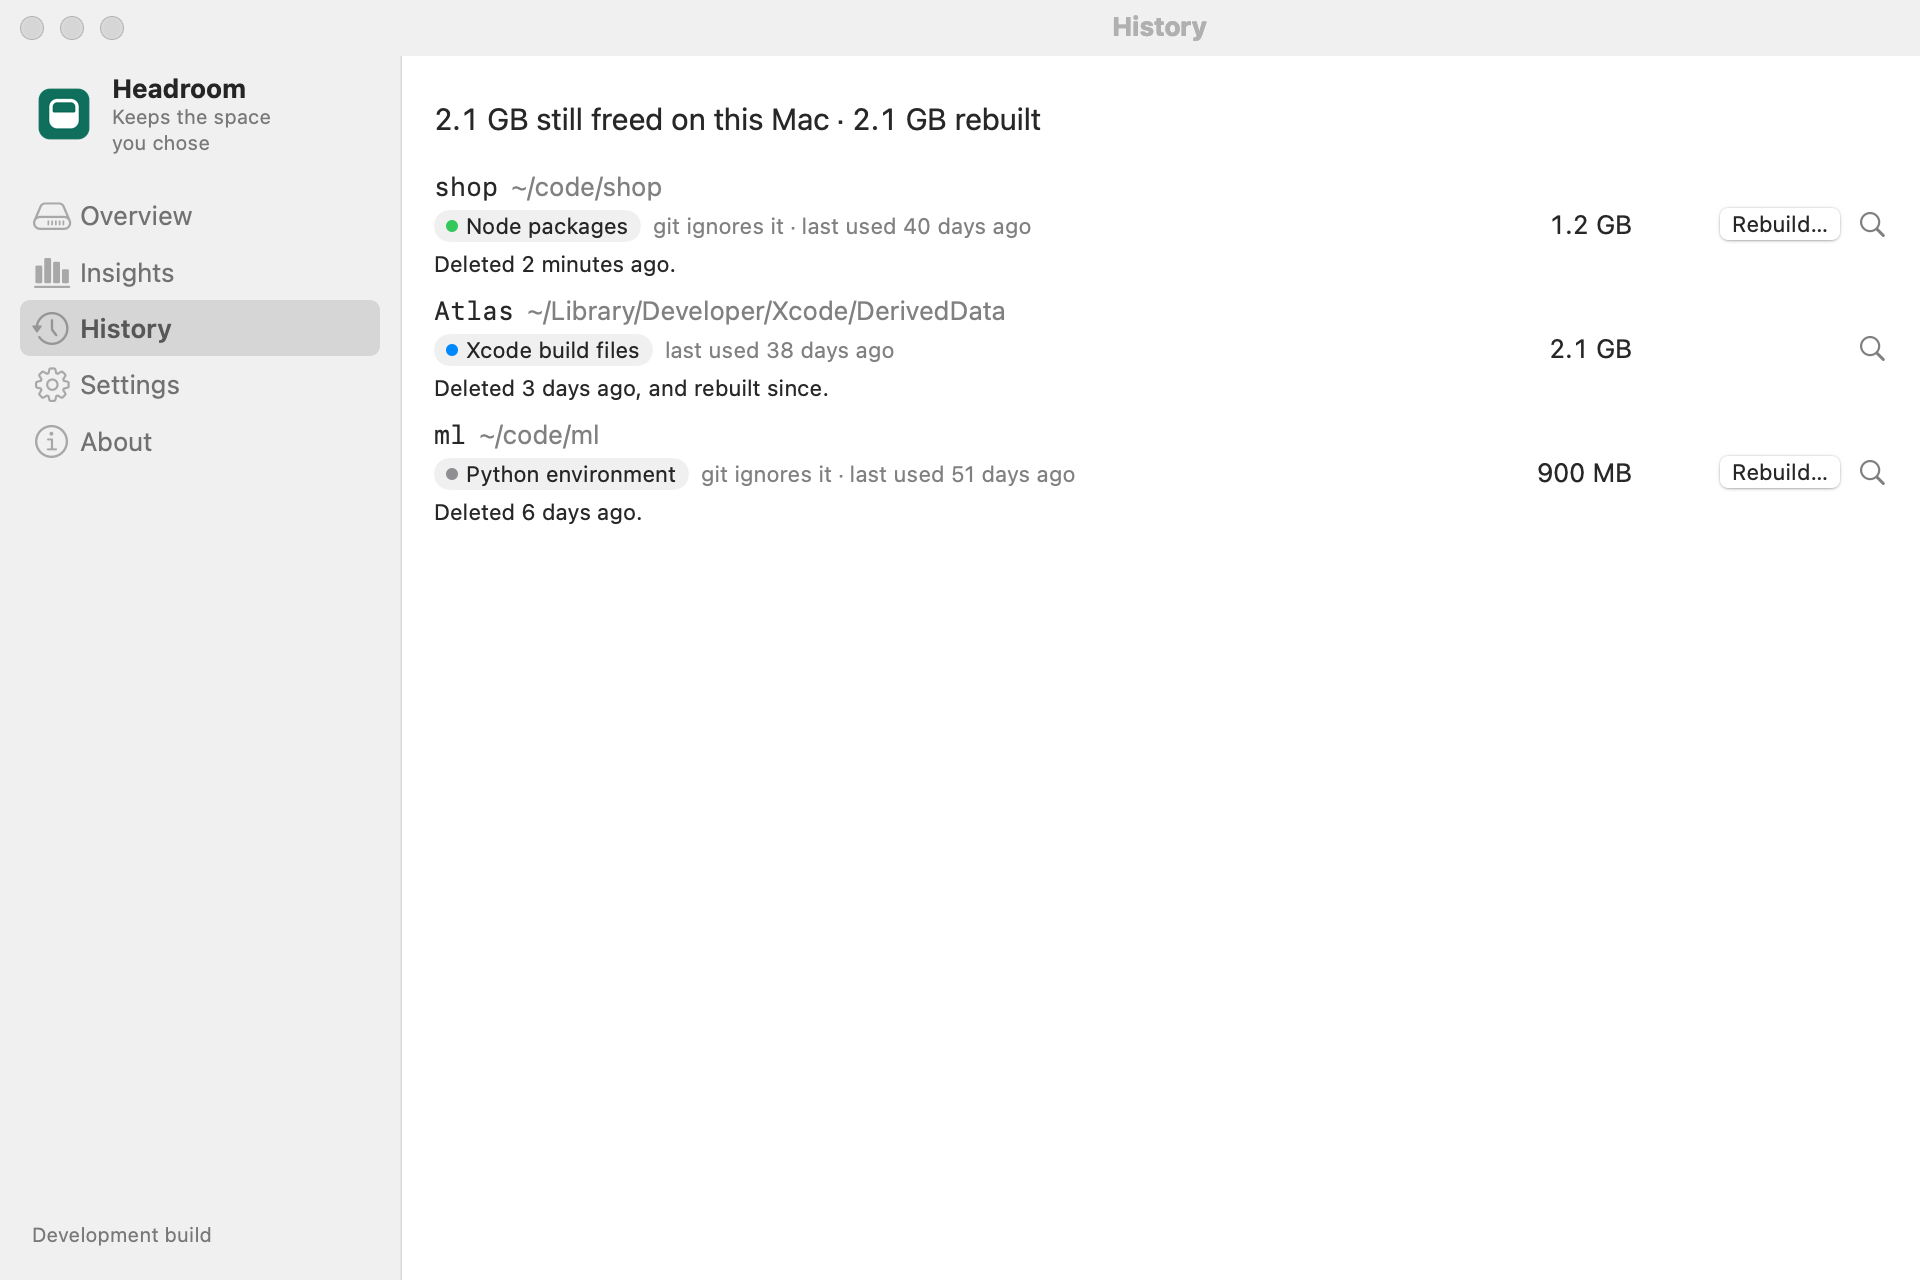 History
Headroom
Keeps the space
you chose
Overview
Insights
History
Settings
About
Development build
2.1 GB still freed on this Mac · 2.1 GB rebuilt
shop ~/code/shop
Node packages git ignores it · last used 40 days ago 1.2 GB Rebuild...
Deleted 2 minutes ago.
Atlas ~/Library/Developer/Xcode/DerivedData
Xcode build files last used 38 days ago 2.1 GB
Deleted 3 days ago, and rebuilt since.
ml ~/code/ml
Python environment git ignores it · last used 51 days ago 900 MB Rebuild...
Deleted 6 days ago.